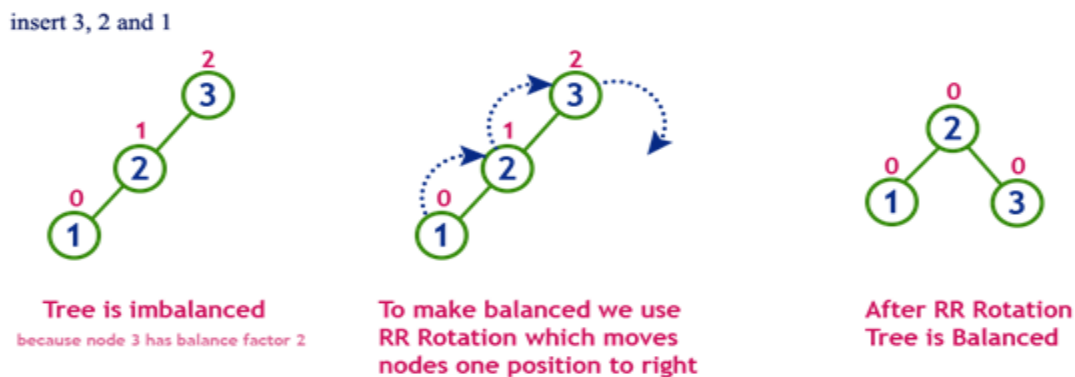 insert 3, 2 and 1
2
3
1
2
0
1
Tree is imbalanced
because node 3 has balance factor 2
2
3
1
2
0
1
To make balanced we use
RR Rotation which moves
nodes one position to right
0
2
0
0
1
3
After RR Rotation
Tree is Balanced